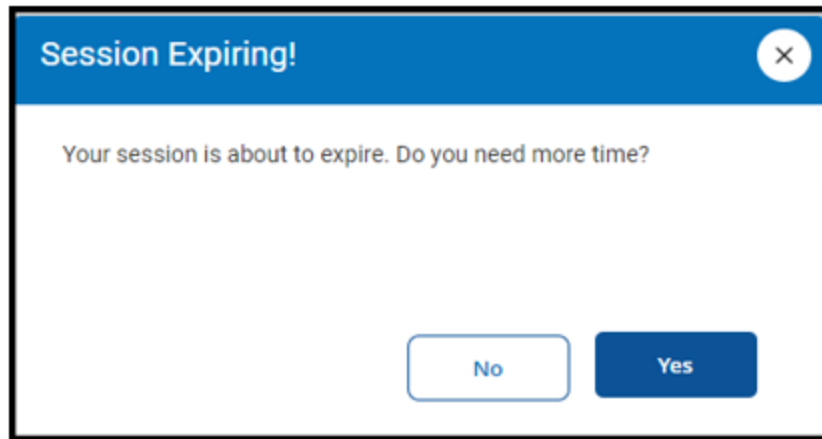 Session Expiring!
Your session is about to expire. Do you need more time?
No
Yes